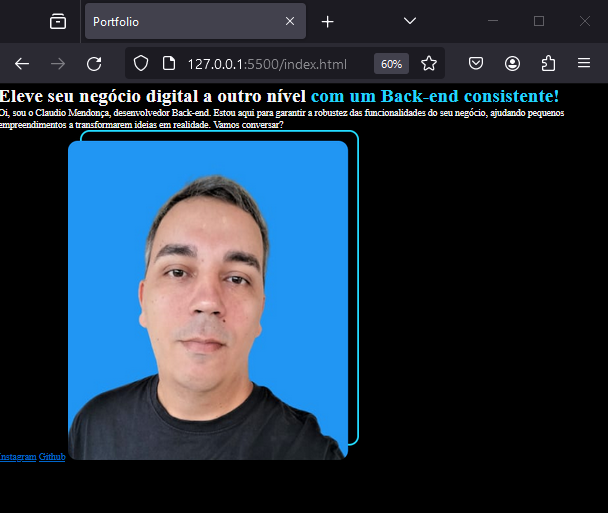 Portfolio
127.0.0.1:5500/index.html
60%
Eleve seu negócio digital a outro nível com um Back-end consistente!
Oi, sou o Claudio Mendonça, desenvolvedor Back-end. Estou aqui para garantir a robustez das funcionalidades do seu negócio, ajudando pequenos
empreendimentos a transformarem ideias em realidade. Vamos conversar?
Instagram Github